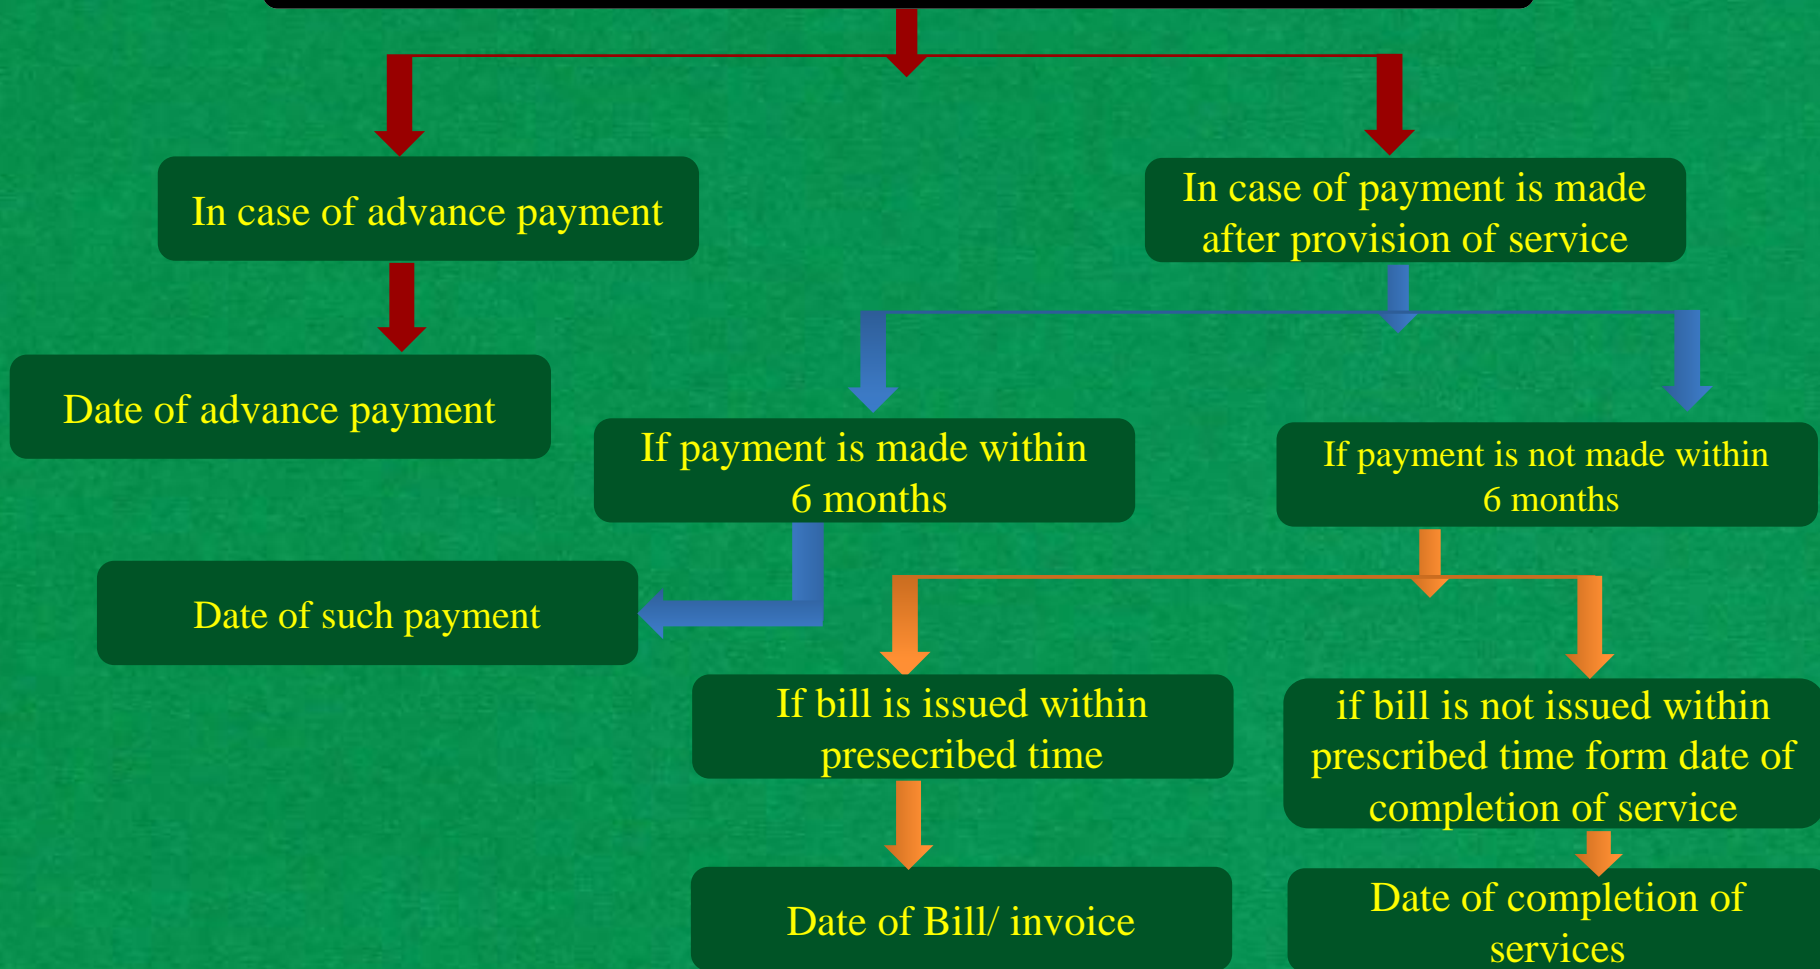 In case of advance payment
In case of payment is made
after provision of service
Date of advance payment
If payment is made within
6 months
If payment is not made within
6 months
Date of such payment
If bill is issued within
presecribed time
if bill is not issued within
prescribed time form date of
completion of service
Date of Bill/ invoice
Date of completion of
services